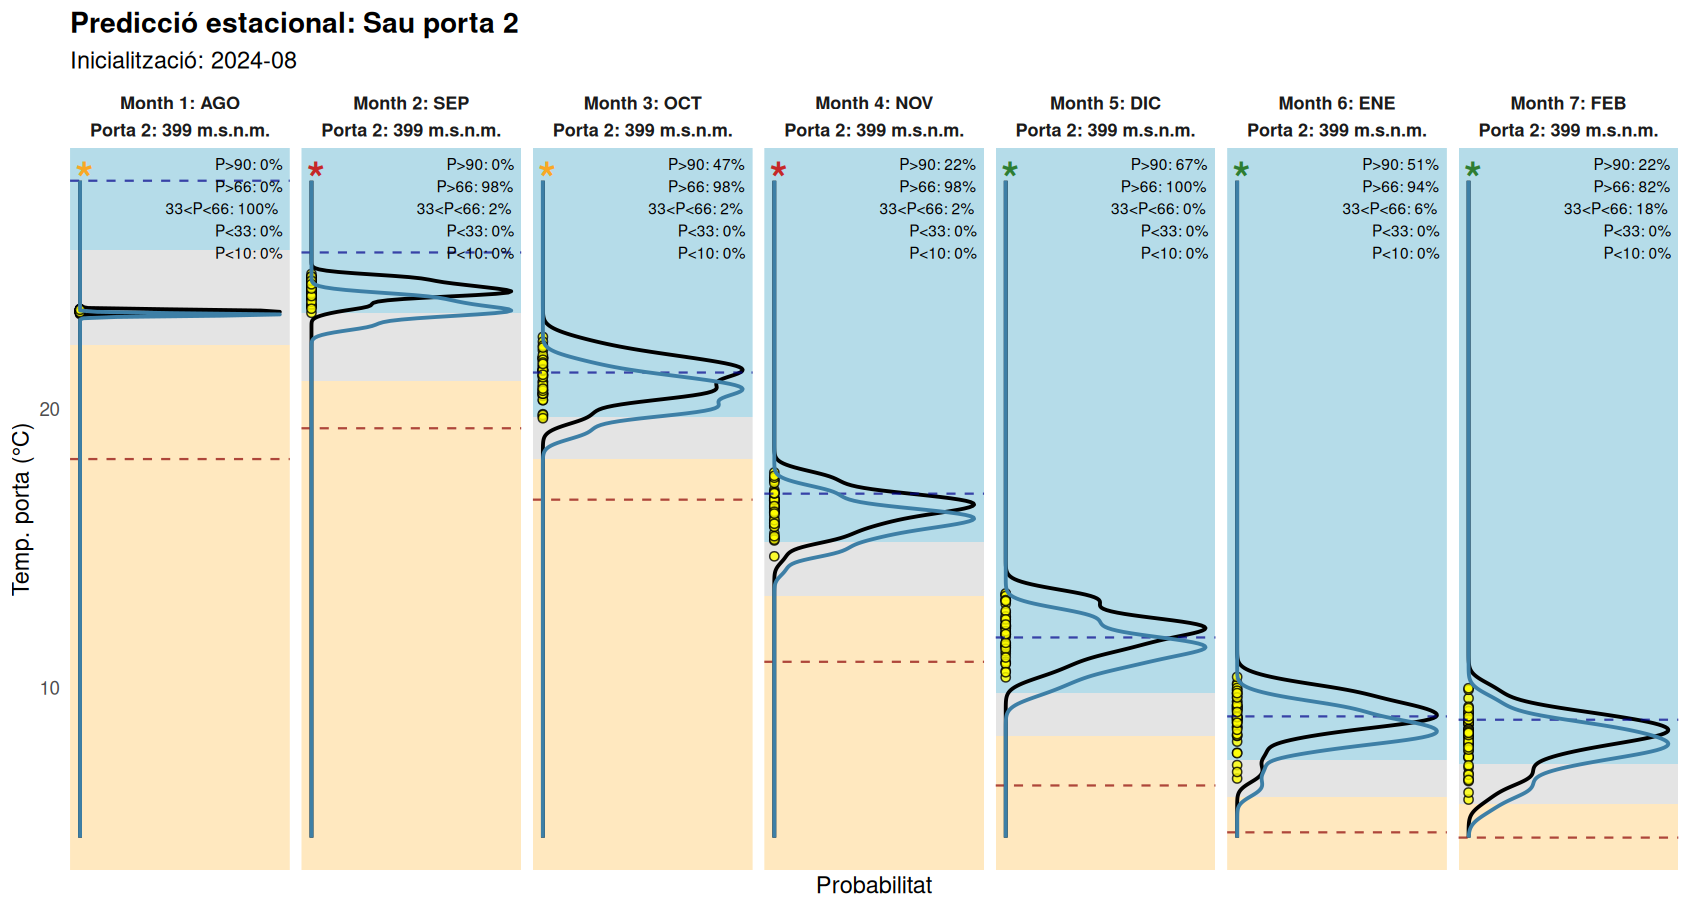 Predicció estacional: Sau porta 2
Inicialització: 2024-08
Month 1: AGO
Porta 2: 399 m.s.n.m.
Month 2: SEP
Porta 2: 399 m.s.n.m.
Month 3: OCT
Porta 2: 399 m.s.n.m.
Month 4: NOV
Porta 2: 399 m.s.n.m.
Month 5: DIC
Porta 2: 399 m.s.n.m.
Month 6: ENE
Porta 2: 399 m.s.n.m.
Month 7: FEB
Porta 2: 399 m.s.n.m.
*
P>90: 0%
P>66: 0%
33<P<66: 100%
P<33: 0%
P<10: 0%
*
P>90: 0%
P>66: 98%
33<P<66: 2%
P<33: 0%
P<10: 0%
*
P>90: 47%
P>66: 98%
33<P<66: 2%
P<33: 0%
P<10: 0%
*
P>90: 22%
P>66: 98%
33<P<66: 2%
P<33: 0%
P<10: 0%
*
P>90: 67%
P>66: 100%
33<P<66: 0%
P<33: 0%
P<10: 0%
*
P>90: 51%
P>66: 94%
33<P<66: 6%
P<33: 0%
P<10: 0%
*
P>90: 22%
P>66: 82%
33<P<66: 18%
P<33: 0%
P<10: 0%
20
10
Temp. porta (°C)
Probabilitat